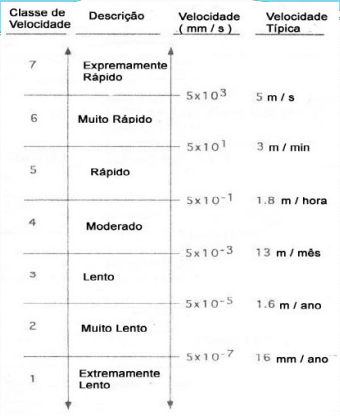 Classe de Velocidade Descrição Velocidade ( mm / s ) Velocidade Típica
7 Expremamente Rápido
5x10³ 5 m / s
6 Muito Rápido
5x10¹ 3 m / min
5 Rápido
5x10⁻¹ 1.8 m / hora
4 Moderado
5x10⁻³ 13 m / mês
3 Lento
5x10⁻⁵ 1.6 m / ano
2 Muito Lento
5x10⁻⁷ 16 mm / ano
1 Extremamente Lento